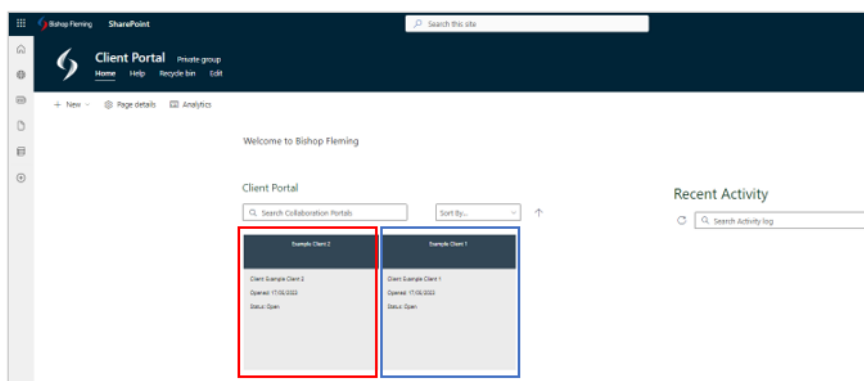 Bishop Fleming SharePoint
Search this site
Client Portal Private group
Home Help Recycle bin Edit
+ New Page details Analytics
Welcome to Bishop Fleming
Client Portal
Recent Activity
Search Collaboration Portals
Sort By...
Search Activity log
Example Client 2
Example Client 1
Client: Example Client 2
Client: Example Client 1
Opened: 17/05/2023
Opened: 17/05/2023
Status: Open
Status: Open